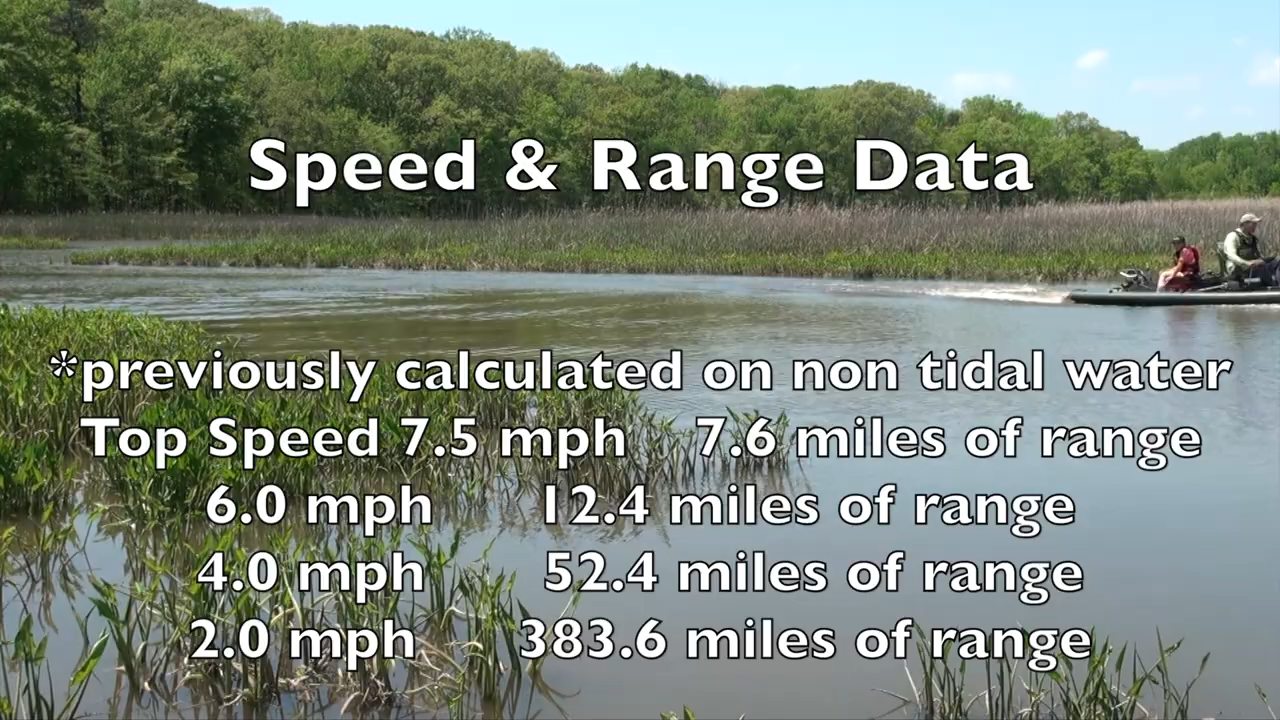 Speed & Range Data
*previously calculated on non tidal water
Top Speed 7.5 mph 7.6 miles of range
6.0 mph 12.4 miles of range
4.0 mph 52.4 miles of range
2.0 mph 383.6 miles of range